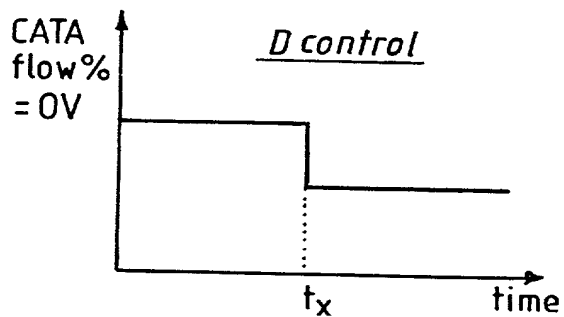 CATA
flow%
= OV
D control
tx
time